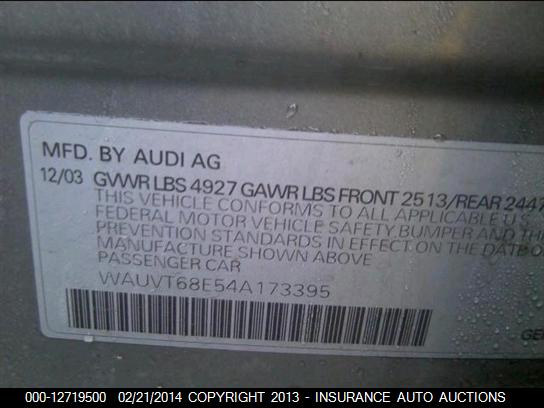 MFD. BY AUDI AG
12/03 GVWR LBS 4927 GAWR LBS FRONT 2513/REAR 2447
THIS VEHICLE CONFORMS TO ALL APPLICABLE U.S.
FEDERAL MOTOR VEHICLE SAFETY BUMPER AND THE
PREVENTION STANDARDS IN EFFECT ON THE DATE OF
MANUFACTURE SHOWN ABOVE
PASSENGER CAR
WAUVT68E54A173395
000-12719500 02/21/2014 COPYRIGHT 2013 - INSURANCE AUTO AUCTIONS